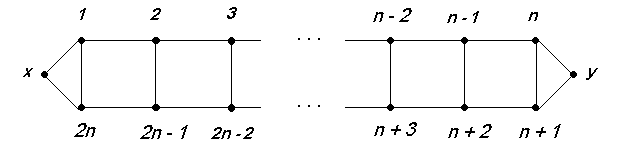 1 2 3 n - 2 n - 1 n
x . . . y
. . .
2n 2n - 1 2n - 2 n + 3 n + 2 n + 1